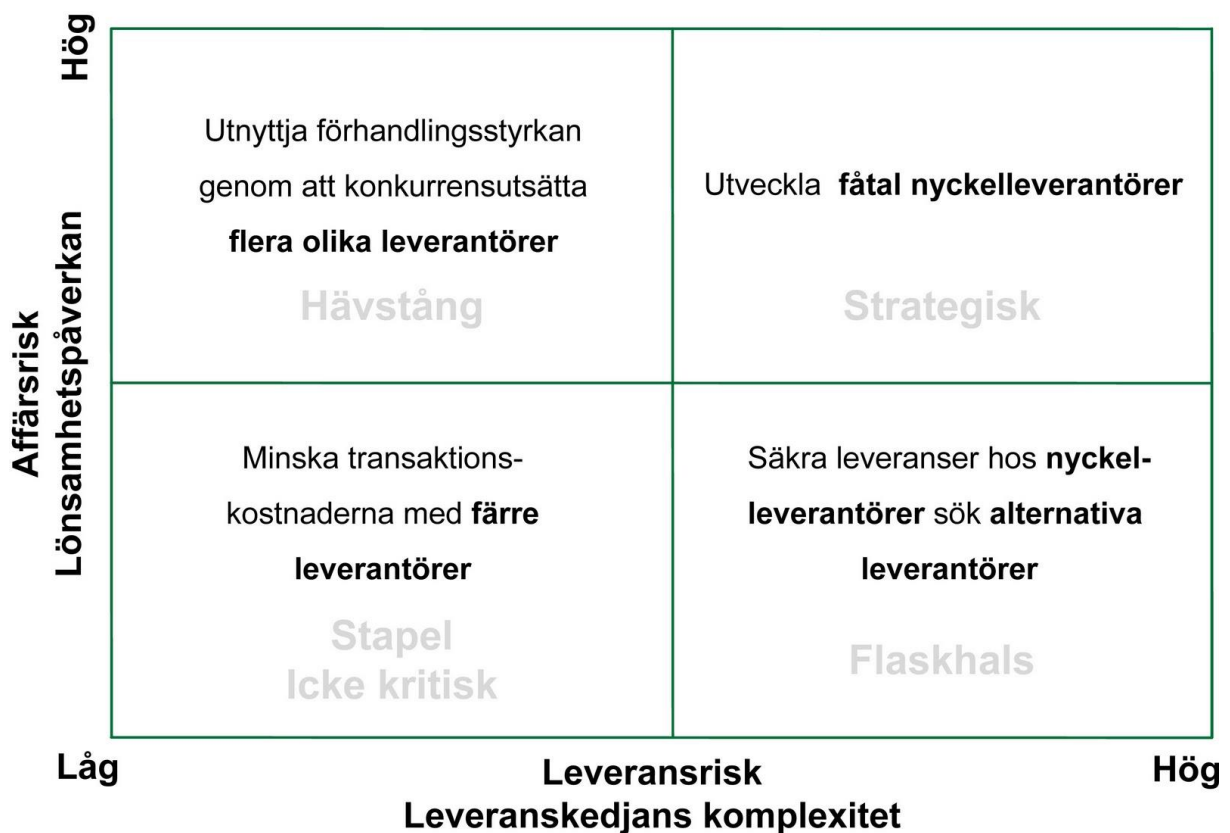 Hög
Affärsrisk
Lönsamhetspåverkan
Utnyttja förhandlingsstyrkan
genom att konkurrensutsätta
flera olika leverantörer
Hävstång
Utveckla fåtal nyckelleverantörer
Strategisk
Minska transaktions-
kostnaderna med färre
leverantörer
Stapel
Icke kritisk
Säkra leveranser hos nyckel-
leverantörer sök alternativa
leverantörer
Flaskhals
Låg
Leveransrisk
Leveranskedjans komplexitet
Hög